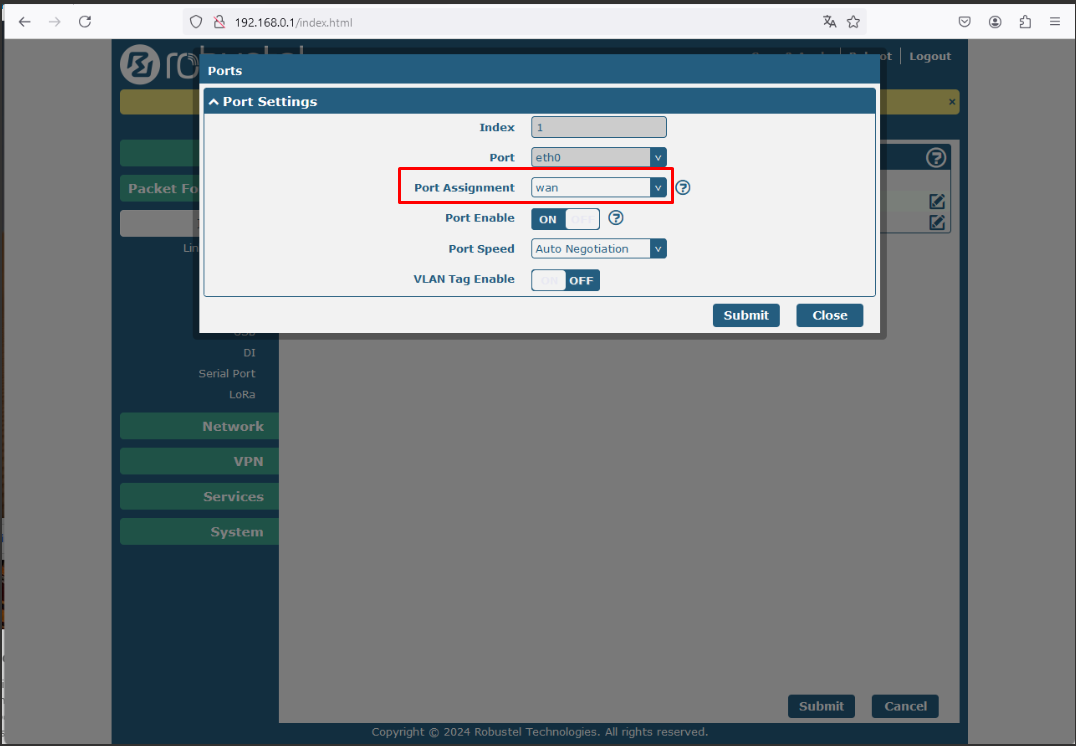 192.168.0.1/index.html
Logout
Ports
Port Settings
Index 1
Port eth0 v
Packet Fo
Port Assignment wan v ?
Port Enable ON OFF ?
Port Speed Auto Negotiation v
VLAN Tag Enable ON OFF
Submit Close
DI
Serial Port
LoRa
Network
VPN
Services
System
Submit Cancel
Copyright © 2024 Robustel Technologies. All rights reserved.